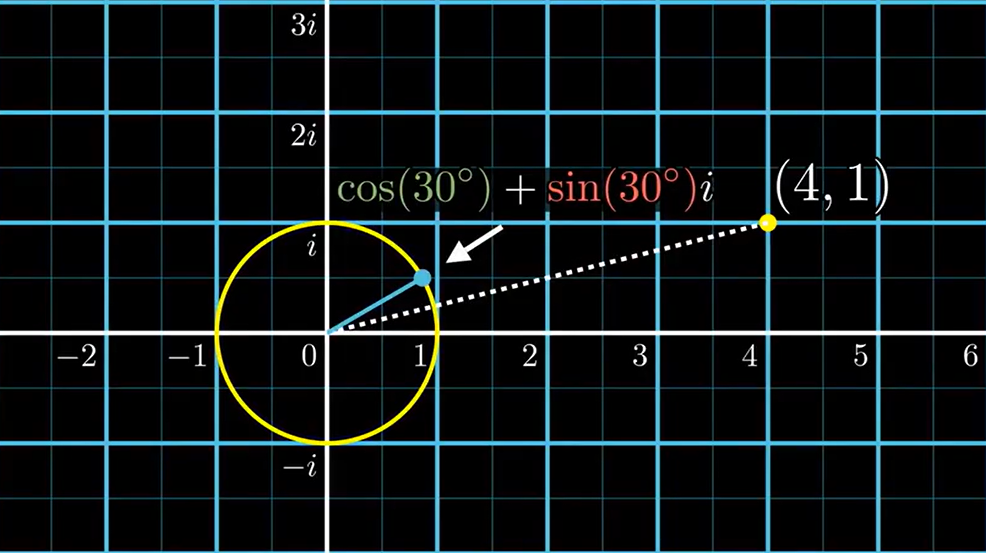 3i
2i
cos(30°) + sin(30°)i
(4, 1)
i
−2 −1 0 1 2 3 4 5 6
−i